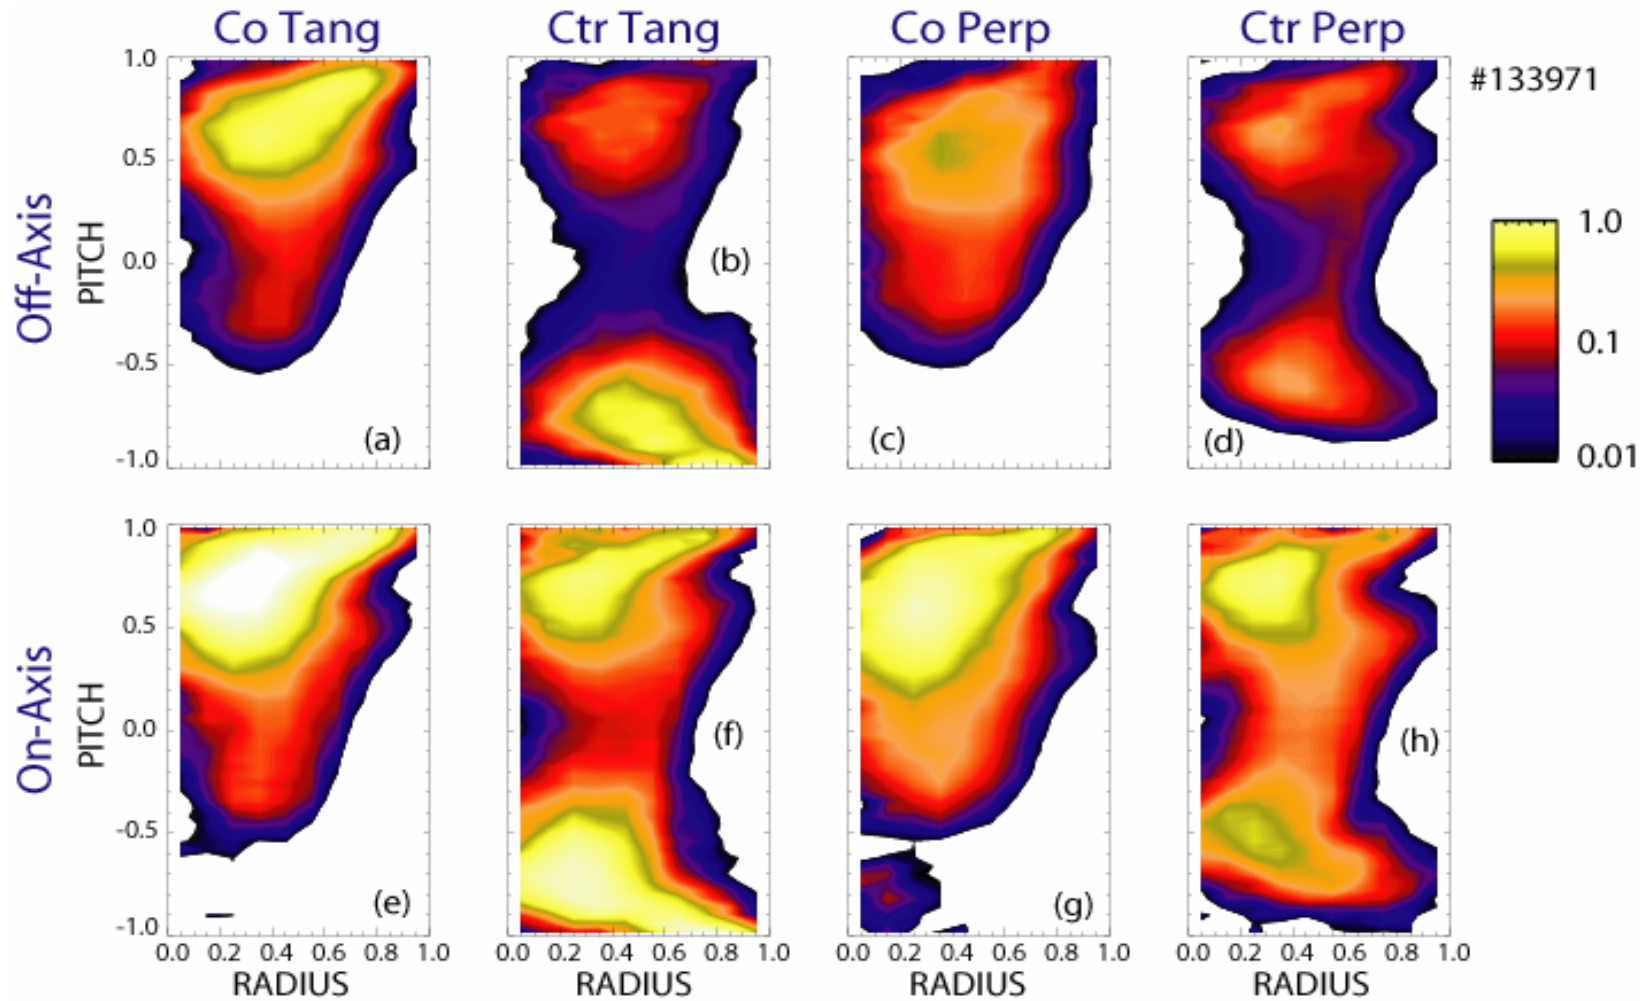 Co Tang Ctr Tang Co Perp Ctr Perp
#133971
Off-Axis
PITCH
1.0
0.5
0.0
-0.5
-1.0
(a)
(b)
(c)
(d)
1.0
0.1
0.01
On-Axis
PITCH
1.0
0.5
0.0
-0.5
-1.0
(e)
(f)
(g)
(h)
0.0 0.2 0.4 0.6 0.8 1.0
RADIUS
0.0 0.2 0.4 0.6 0.8 1.0
RADIUS
0.0 0.2 0.4 0.6 0.8 1.0
RADIUS
0.0 0.2 0.4 0.6 0.8 1.0
RADIUS